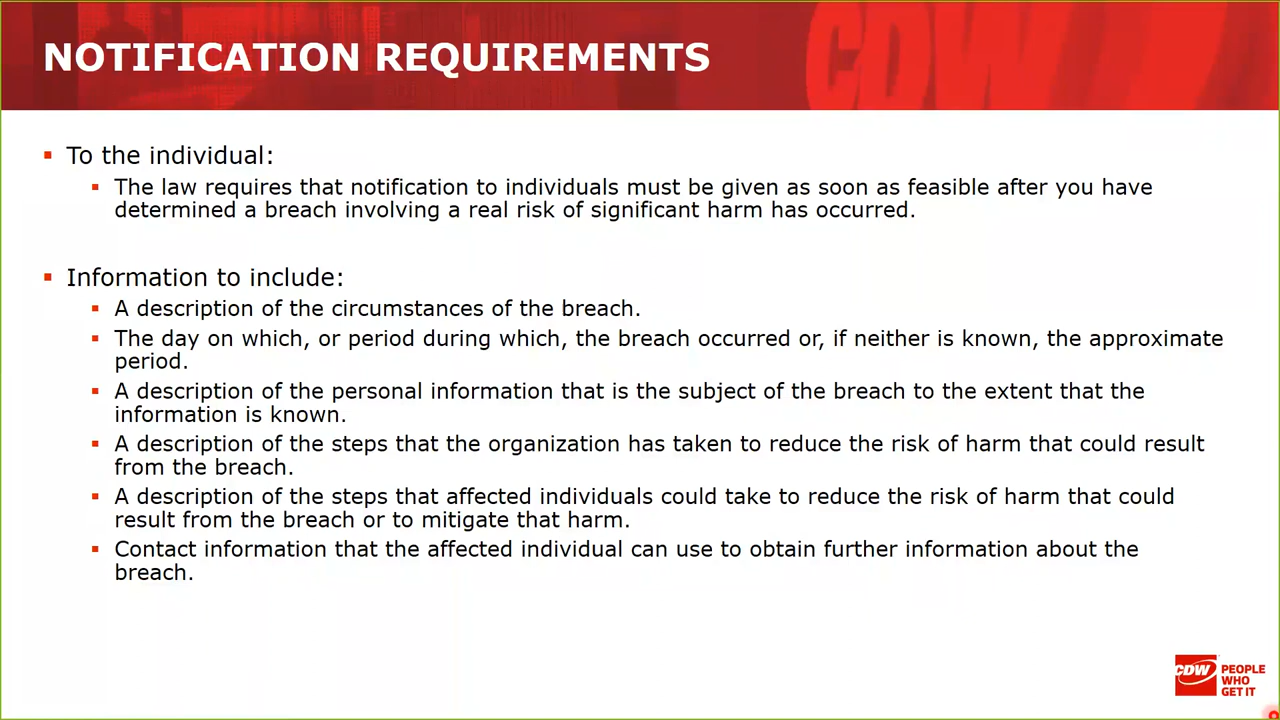 NOTIFICATION REQUIREMENTS
CDW
To the individual:
The law requires that notification to individuals must be given as soon as feasible after you have
determined a breach involving a real risk of significant harm has occurred.
Information to include:
A description of the circumstances of the breach.
The day on which, or period during which, the breach occurred or, if neither is known, the approximate
period.
A description of the personal information that is the subject of the breach to the extent that the
information is known.
A description of the steps that the organization has taken to reduce the risk of harm that could result
from the breach.
A description of the steps that affected individuals could take to reduce the risk of harm that could
result from the breach or to mitigate that harm.
Contact information that the affected individual can use to obtain further information about the
breach.
CDW
PEOPLE
WHO
GET IT